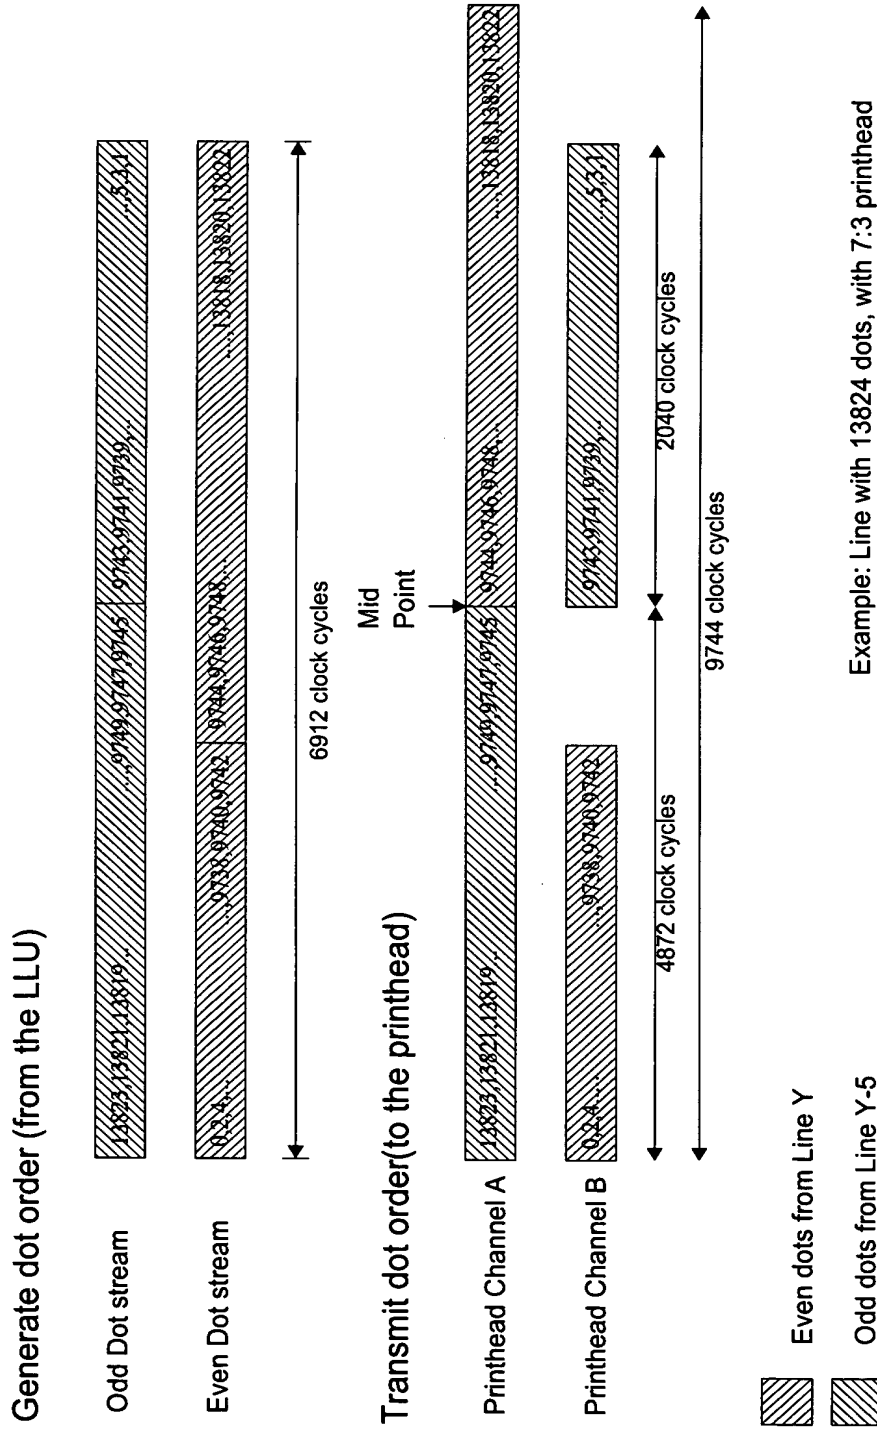 Generate dot order (from the LLU)
Odd Dot stream
13823,13821,13819...
...,9749,9747,9745
9743,9741,9739,...
...,5,3,1
Even Dot stream
0,2,4,...
...,9738,9740,9742
9744,9746,9748,...
...,13818,13820,13822
6912 clock cycles
Transmit dot order(to the printhead)
Mid
Point
Printhead Channel A
13823,13821,13819...
...,9749,9747,9745
9744,9746,9748,...
...,13818,13820,13822
Printhead Channel B
0,2,4,...
...,9738,9740,9742
9743,9741,9739,...
...,5,3,1
4872 clock cycles
2040 clock cycles
9744 clock cycles
Even dots from Line Y
Odd dots from Line Y-5
Example: Line with 13824 dots, with 7:3 printhead